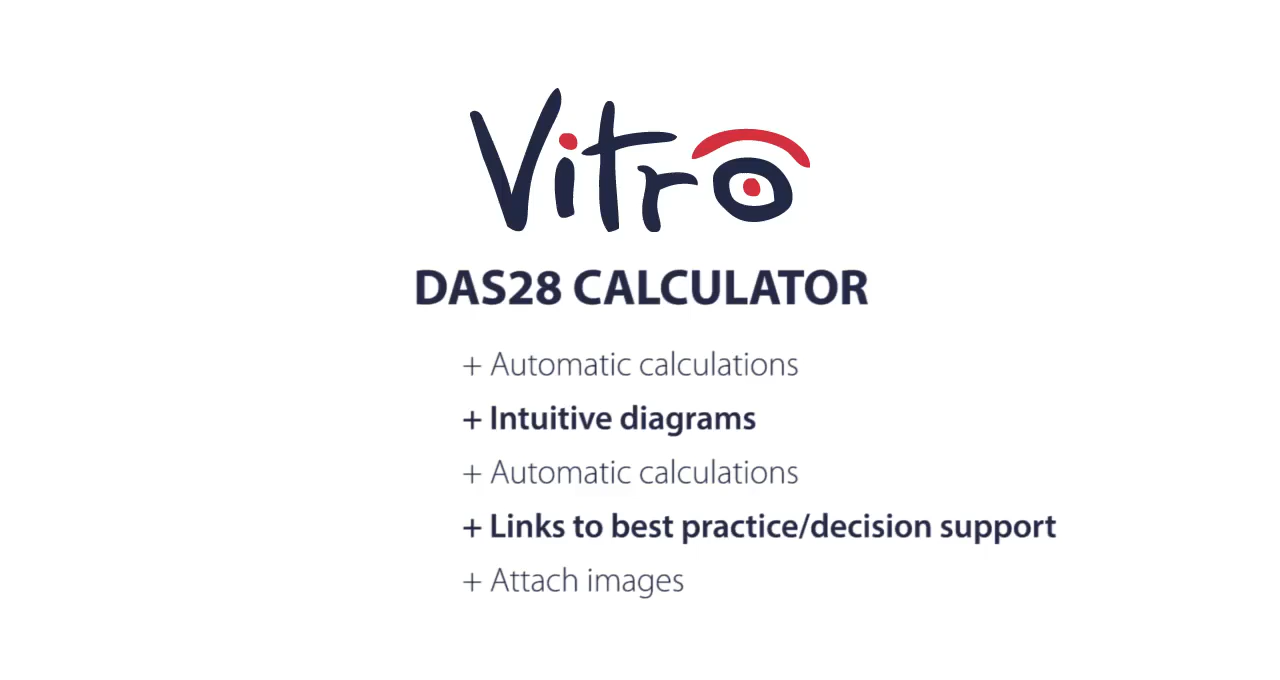 Vitro
DAS28 CALCULATOR
+ Automatic calculations
+ Intuitive diagrams
+ Automatic calculations
+ Links to best practice/decision support
+ Attach images